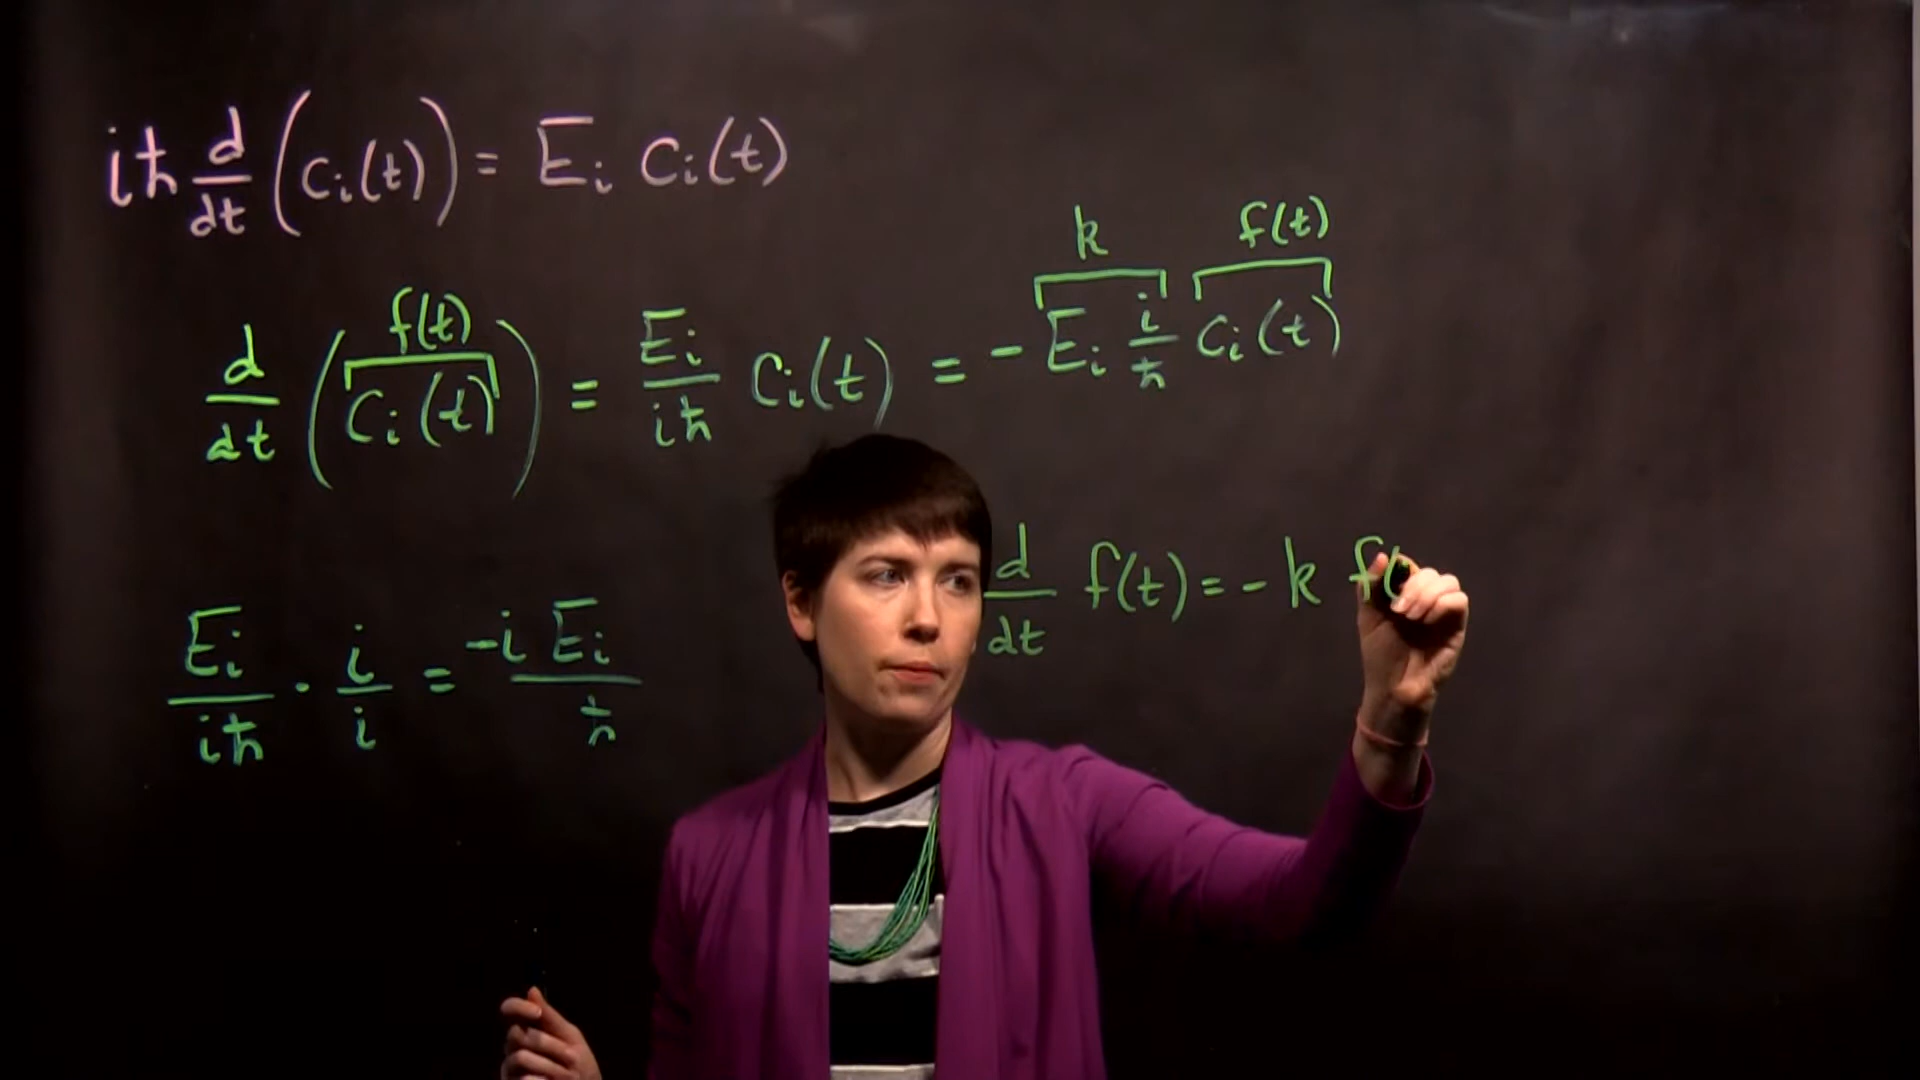 iħ d/dt (Cᵢ(t)) = Eᵢ Cᵢ(t)
k f(t)
f(t)
d/dt (Cᵢ(t)) = Eᵢ/iħ Cᵢ(t) = - Eᵢ i/ħ Cᵢ(t)
d/dt f(t) = - k f(
Eᵢ/iħ · i/i = -i Eᵢ/ħ